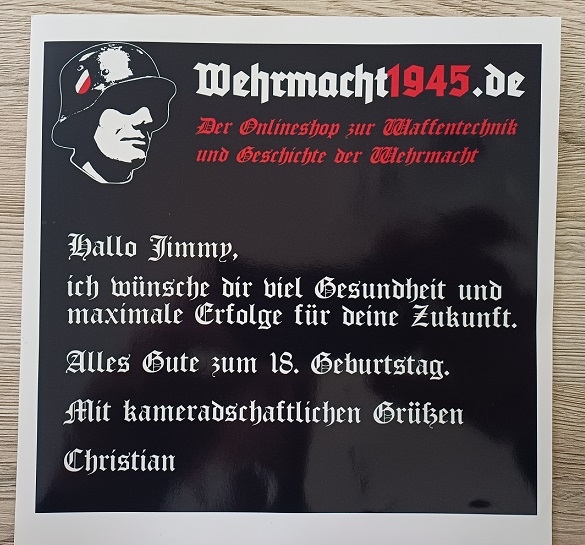 Wehrmacht1945.de
Der Onlineshop zur Waffentechnik
und Geschichte der Wehrmacht
Hallo Jimmy,
ich wünsche dir viel Gesundheit und
maximale Erfolge für deine Zukunft.
Alles Gute zum 18. Geburtstag.
Mit kameradschaftlichen Grüßen
Christian